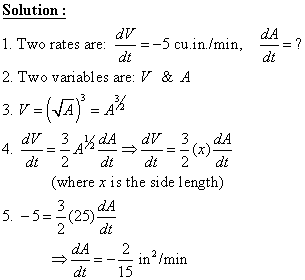 Solution :
1. Two rates are: dV/dt = −5 cu.in./min, dA/dt = ?
2. Two variables are: V & A
3. V = (√A)^3 = A^(3/2)
4. dV/dt = 3/2 A^(1/2) dA/dt ⇒ dV/dt = 3/2 (x) dA/dt
(where x is the side length)
5. −5 = 3/2 (25) dA/dt
⇒ dA/dt = −2/15 in²/min